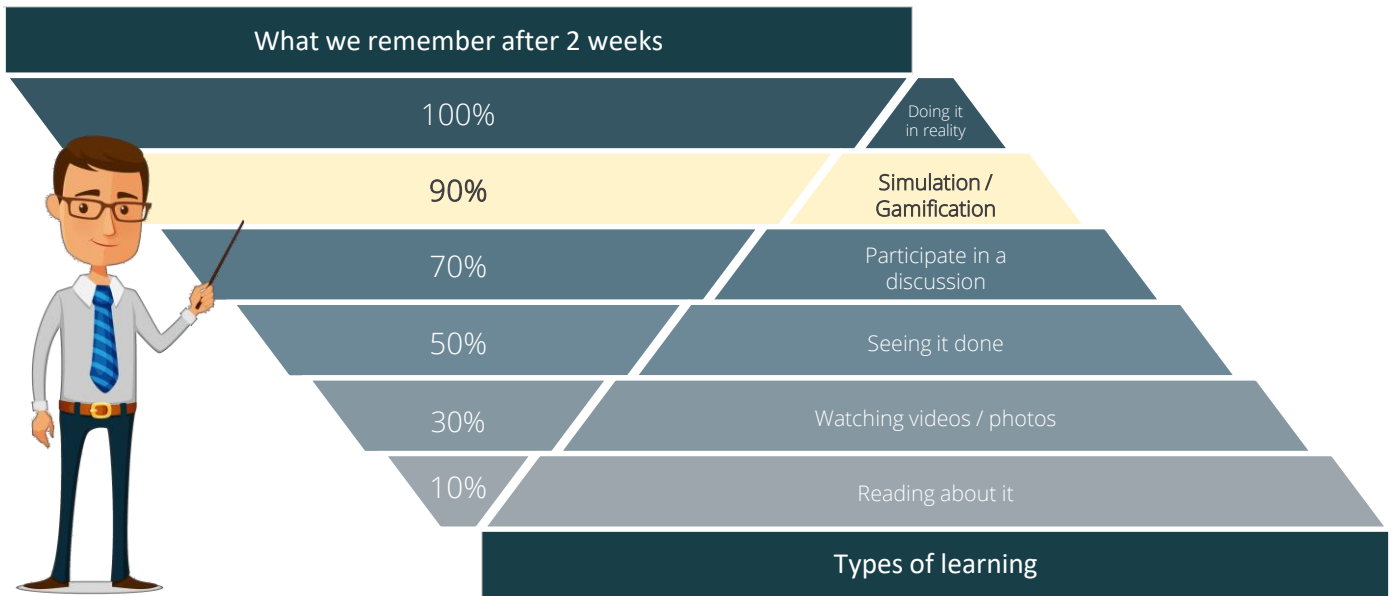 What we remember after 2 weeks
100%
Doing it
in reality
90%
Simulation /
Gamification
70%
Participate in a
discussion
50%
Seeing it done
30%
Watching videos / photos
10%
Reading about it
Types of learning